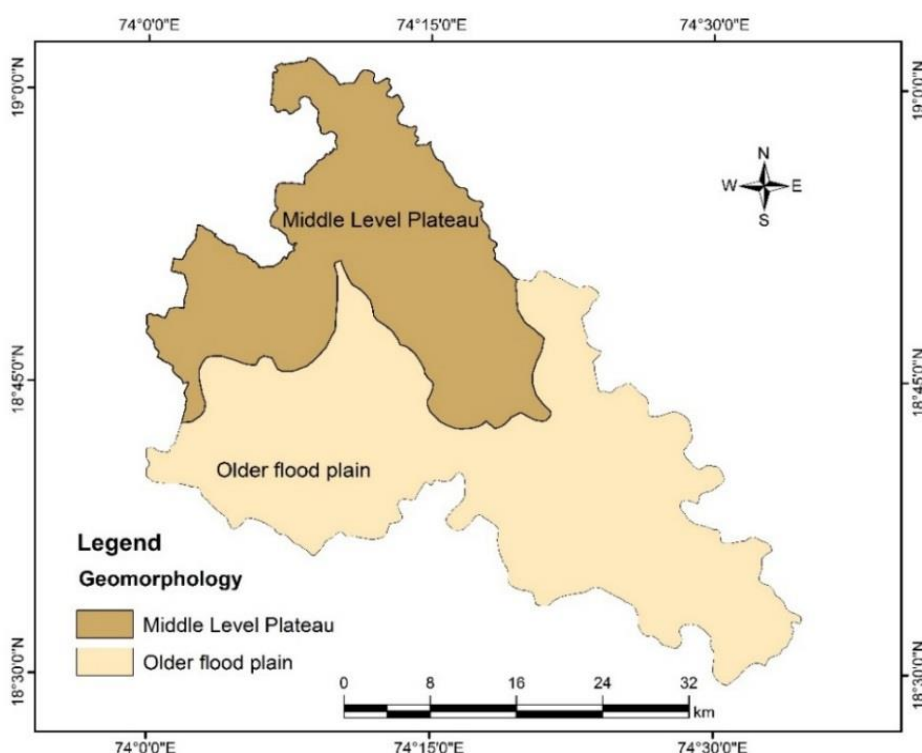 74°0'0"E 74°15'0"E 74°30'0"E
19°0'0"N 19°0'0"N
N
W E
S
Middle Level Plateau
18°45'0"N 18°45'0"N
Older flood plain
Legend
Geomorphology
Middle Level Plateau
Older flood plain
18°30'0"N 18°30'0"N
0 8 16 24 32
km
74°0'0"E 74°15'0"E 74°30'0"E